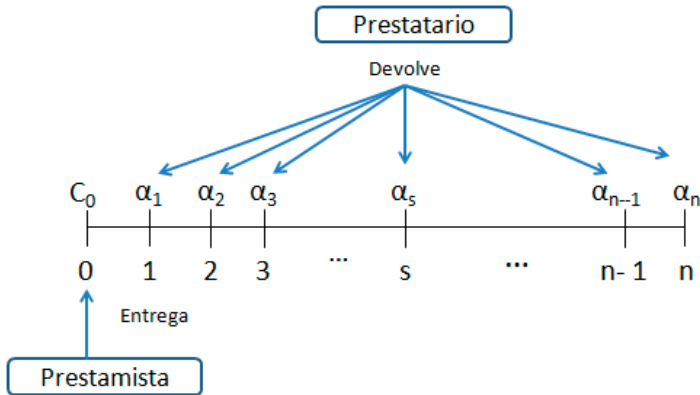 Prestatario
Devolve
C₀ α₁ α₂ α₃ αₛ αₙ₋₋₁ αₙ
0 1 2 3 ... s ... n- 1 n
Entrega
Prestamista